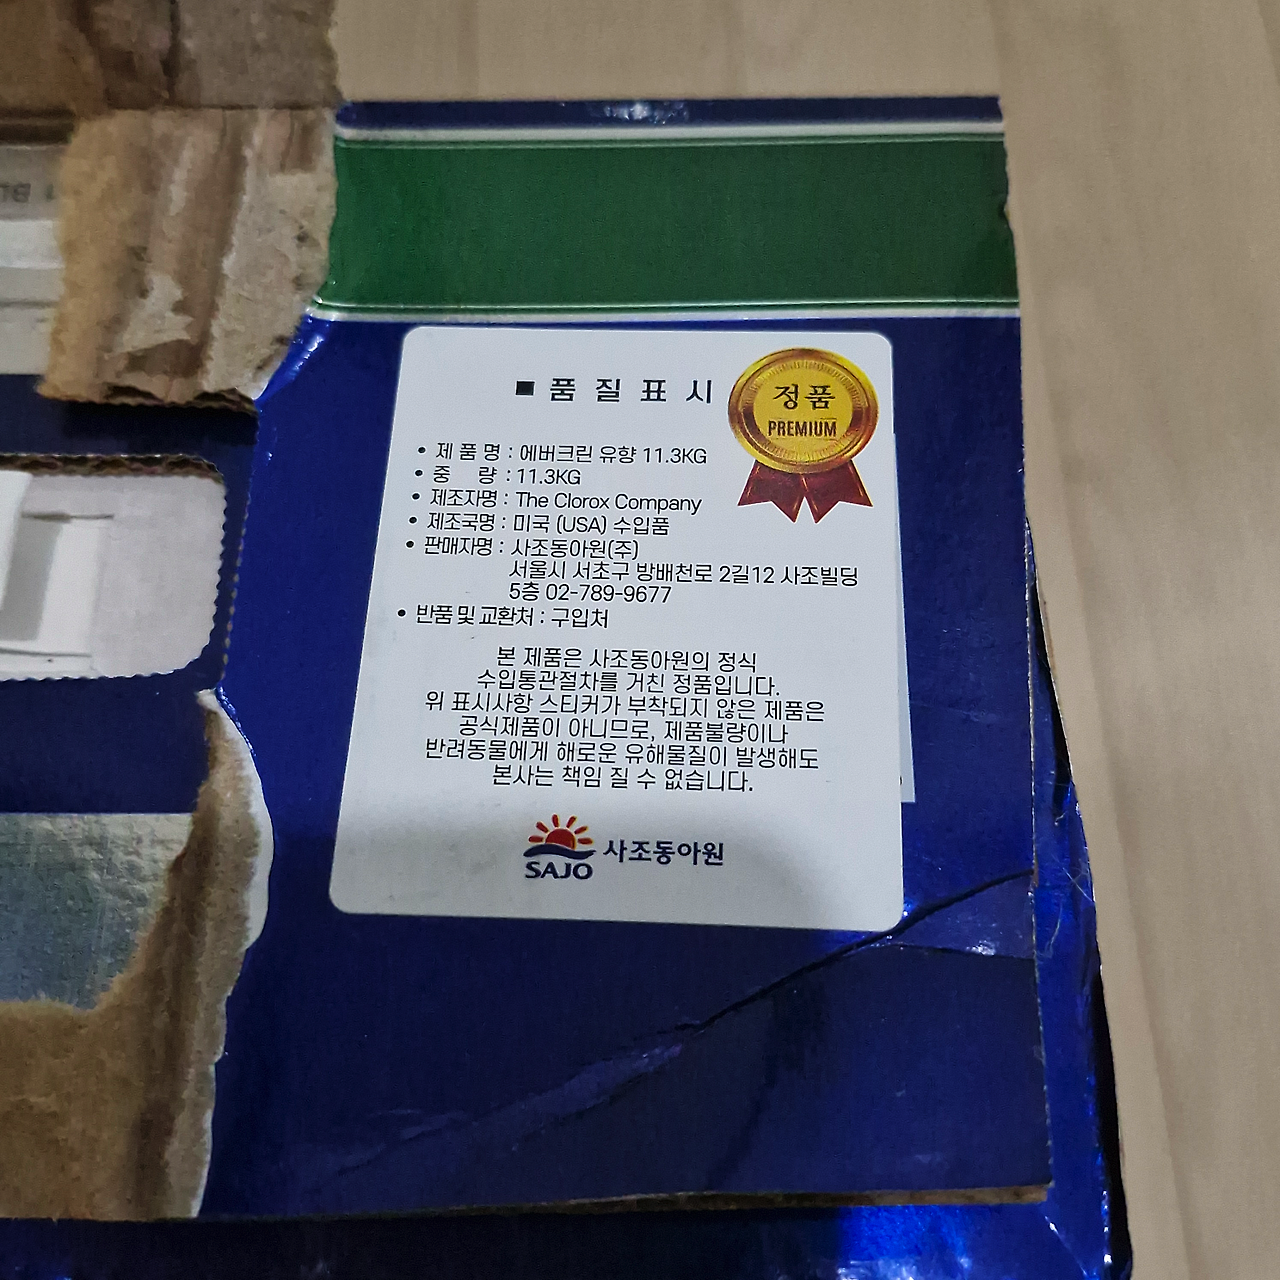 ■ 품 질 표 시
정품
PREMIUM
• 제 품 명 : 에버크린 유향 11.3KG
• 중 량 : 11.3KG
• 제조자명 : The Clorox Company
• 제조국명 : 미국 (USA) 수입품
• 판매자명 : 사조동아원(주)
서울시 서초구 방배천로 2길12 사조빌딩
5층 02-789-9677
• 반품 및 교환처 : 구입처
본 제품은 사조동아원의 정식
수입통관절차를 거친 정품입니다.
위 표시사항 스티커가 부착되지 않은 제품은
공식제품이 아니므로, 제품불량이나
반려동물에게 해로운 유해물질이 발생해도
본사는 책임 질 수 없습니다.
SAJO 사조동아원